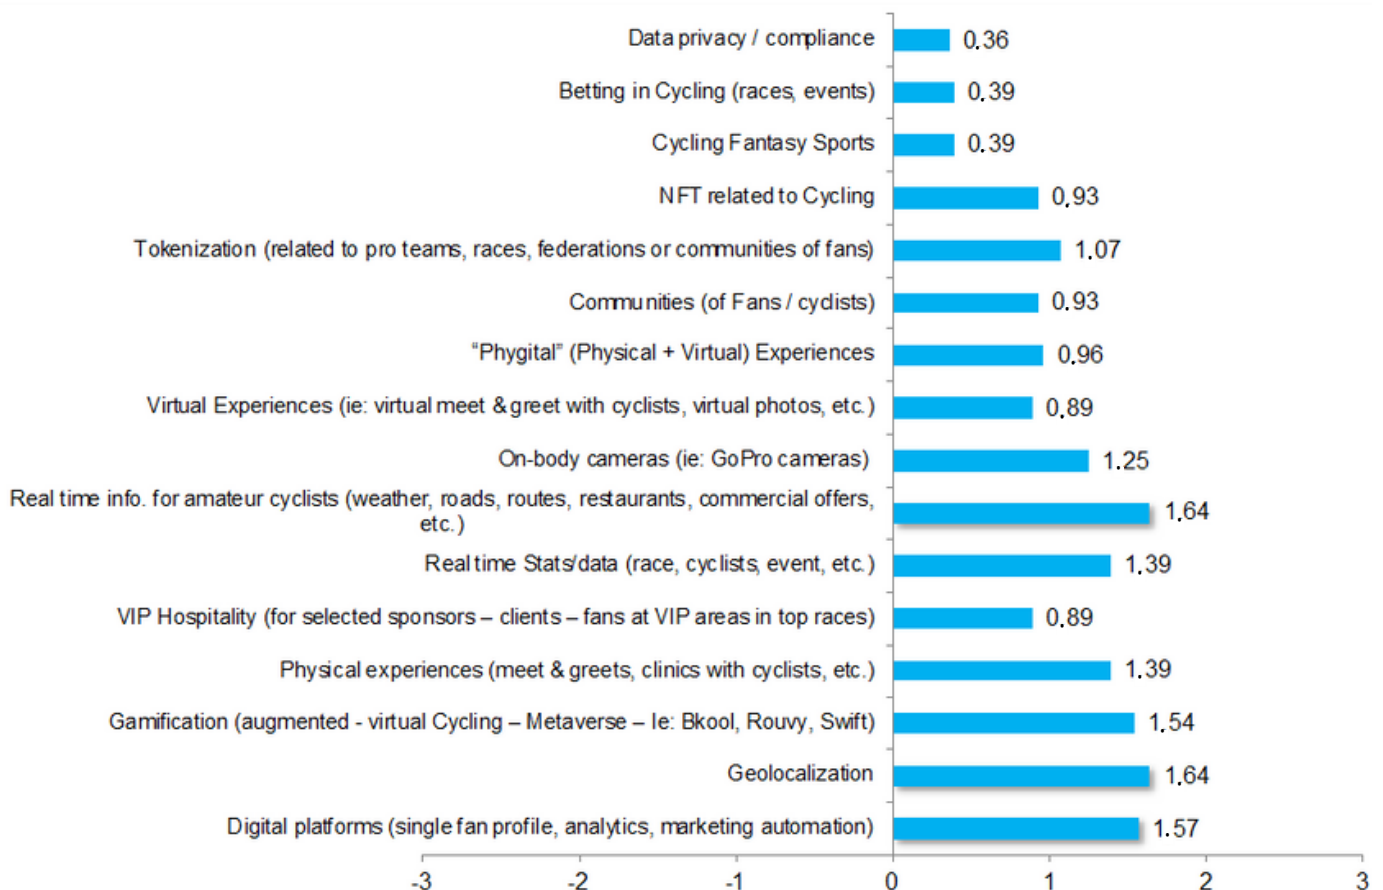 Data privacy / compliance 0.36
Betting in Cycling (races, events) 0.39
Cycling Fantasy Sports 0.39
NFT related to Cycling 0.93
Tokenization (related to pro teams, races, federations or communities of fans) 1.07
Communities (of Fans / cyclists) 0.93
“Phygital” (Physical + Virtual) Experiences 0.96
Virtual Experiences (ie: virtual meet & greet with cyclists, virtual photos, etc.) 0.89
On-body cameras (ie: GoPro cameras) 1.25
Real time info. for amateur cyclists (weather, roads, routes, restaurants, commercial offers,
etc.) 1.64
Real time Stats/data (race, cyclists, event, etc.) 1.39
VIP Hospitality (for selected sponsors – clients – fans at VIP areas in top races) 0.89
Physical experiences (meet & greets, clinics with cyclists, etc.) 1.39
Gamification (augmented - virtual Cycling – Metaverse – Ie: Bkool, Rouvy, Swift) 1.54
Geolocalization 1.64
Digital platforms (single fan profile, analytics, marketing automation) 1.57
-3 -2 -1 0 1 2 3